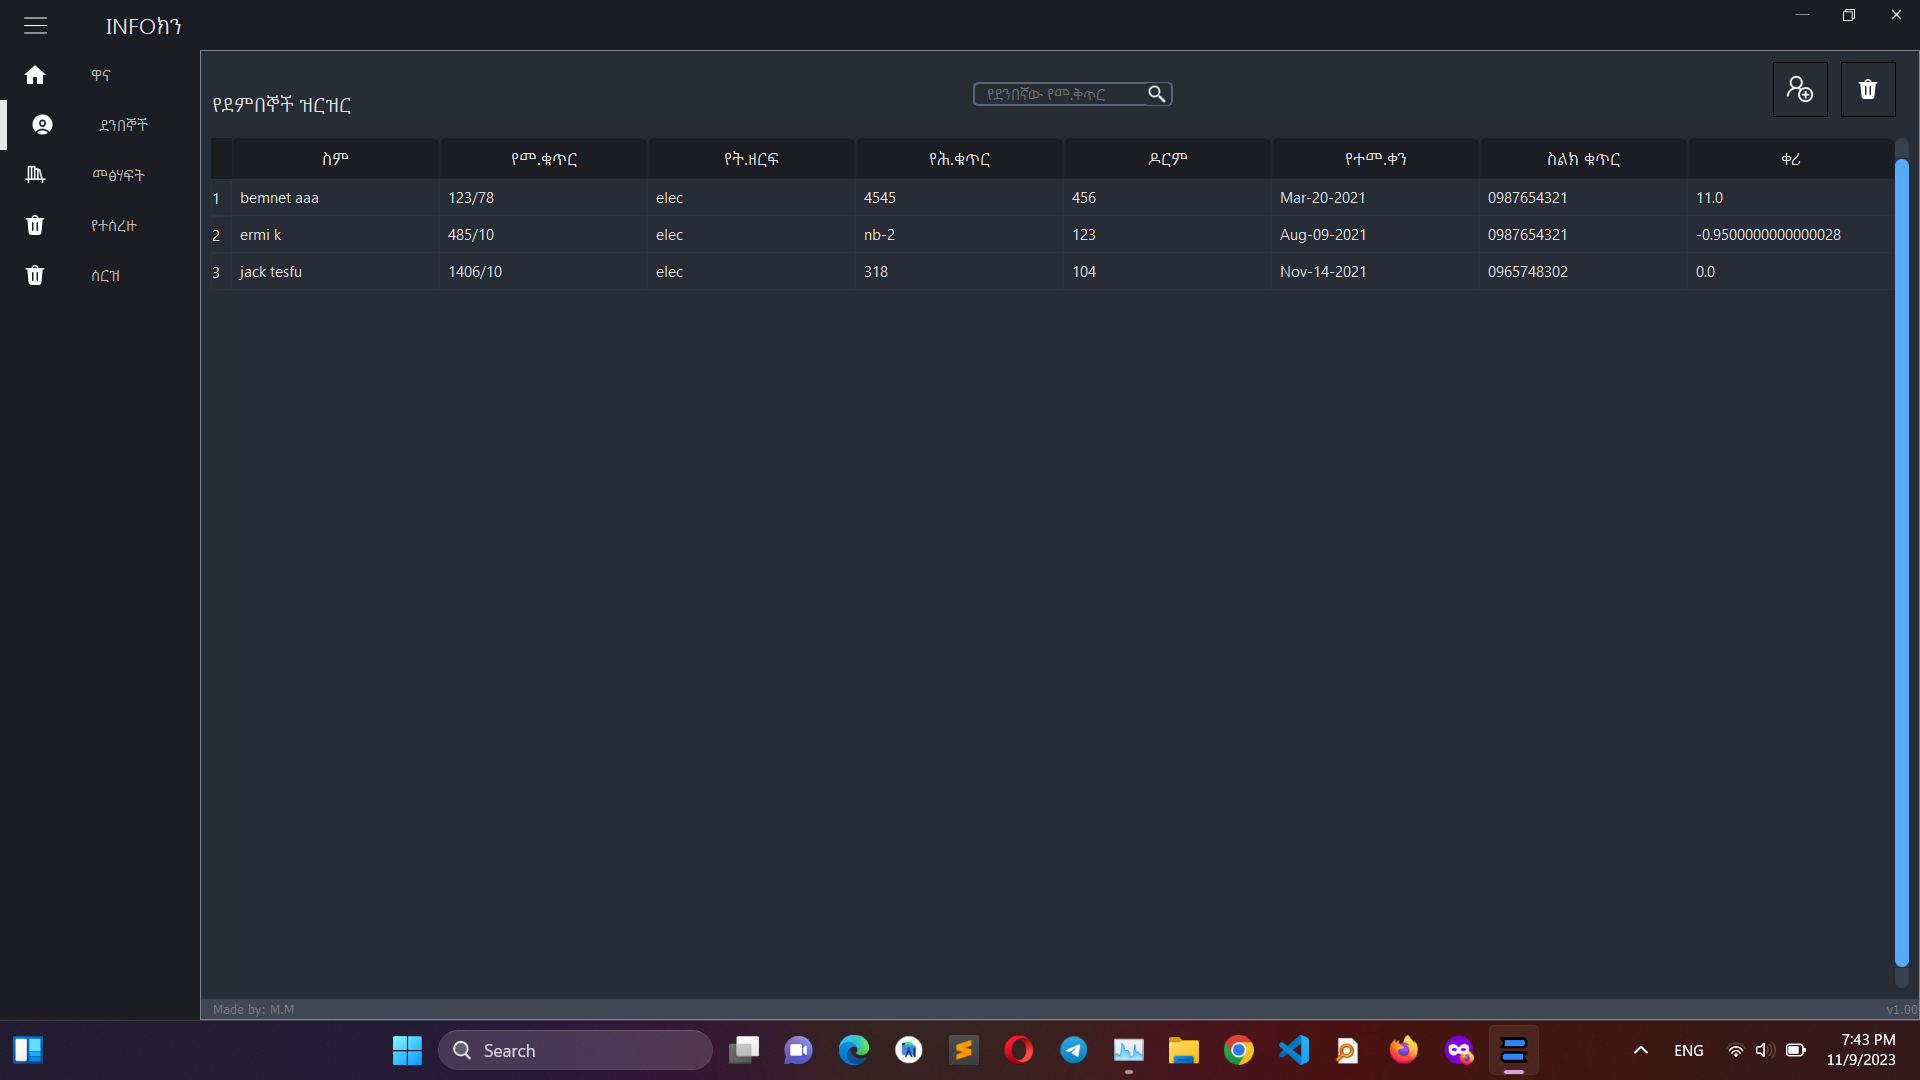 INFOክን
ዋና
ደንበኞች
መፅሃፍት
የተሰረዙ
ሰርዝ
የደምበኞች ዝርዝር
የደንበኛው የመ.ቅጥር
ስም የመ.ቁጥር የት.ዘርፍ የሕ.ቁጥር ዶርም የተመ.ቀን ስልክ ቁጥር ቀሪ
1 bemnet aaa 123/78 elec 4545 456 Mar-20-2021 0987654321 11.0
2 ermi k 485/10 elec nb-2 123 Aug-09-2021 0987654321 -0.9500000000000028
3 jack tesfu 1406/10 elec 318 104 Nov-14-2021 0965748302 0.0
Made by: M.M v1.00
Search
ENG
7:43 PM
11/9/2023